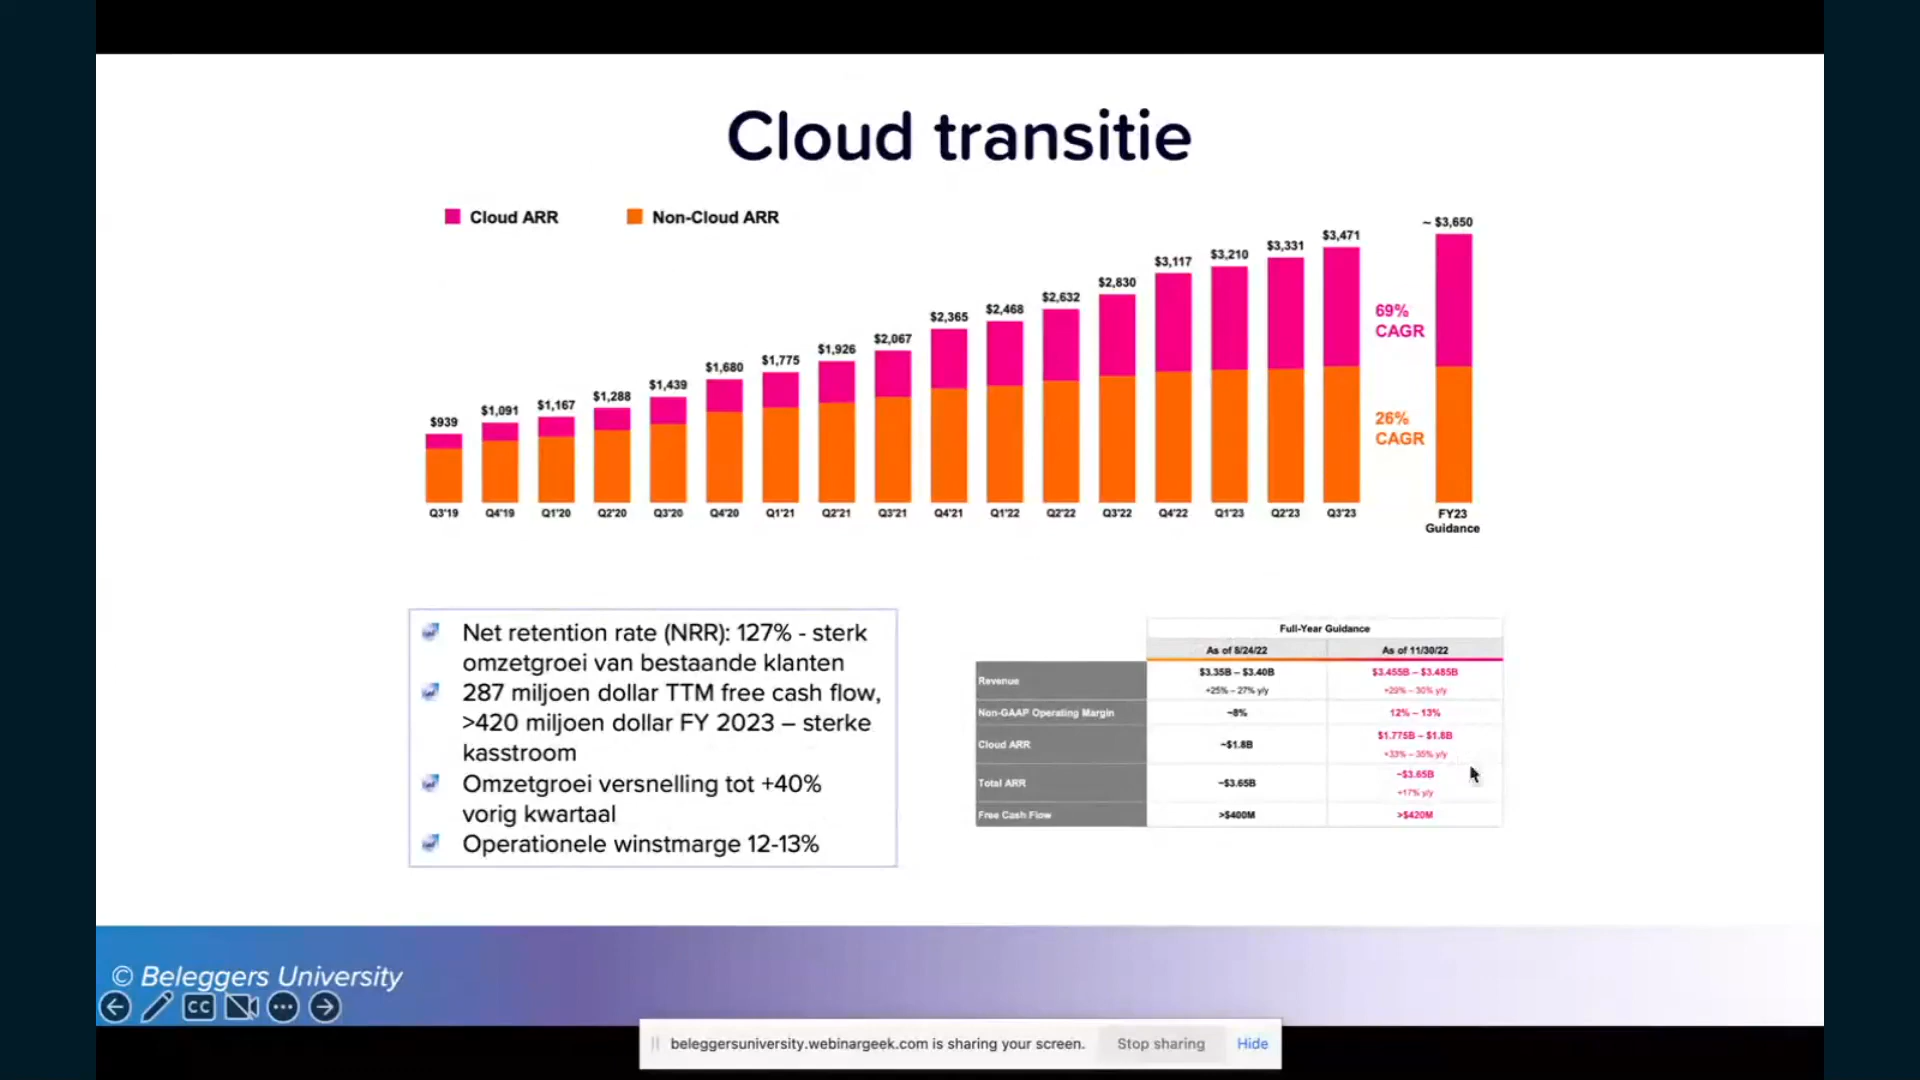 Cloud transitie
Cloud ARR
Non-Cloud ARR
$939
$1,091
$1,167
$1,288
$1,439
$1,680
$1,775
$1,926
$2,067
$2,365
$2,468
$2,632
$2,830
$3,117
$3,210
$3,331
$3,471
~ $3,650
69%
CAGR
26%
CAGR
Q3'19
Q4'19
Q1'20
Q2'20
Q3'20
Q4'20
Q1'21
Q2'21
Q3'21
Q4'21
Q1'22
Q2'22
Q3'22
Q4'22
Q1'23
Q2'23
Q3'23
FY23
Guidance
Net retention rate (NRR): 127% - sterk
omzetgroei van bestaande klanten
287 miljoen dollar TTM free cash flow,
>420 miljoen dollar FY 2023 – sterke
kasstroom
Omzetgroei versnelling tot +40%
vorig kwartaal
Operationele winstmarge 12-13%
Full-Year Guidance
As of 8/24/22
As of 11/30/22
Revenue
$3.35B – $3.40B
+25% – 27% y/y
$3.455B – $3.485B
+29% – 30% y/y
Non-GAAP Operating Margin
~8%
12% – 13%
Cloud ARR
~$1.8B
$1.775B – $1.8B
+33% – 35% y/y
Total ARR
~$3.65B
~$3.65B
+17% y/y
Free Cash Flow
>$400M
>$420M
© Beleggers University
CC
beleggersuniversity.webinargeek.com is sharing your screen.
Stop sharing
Hide